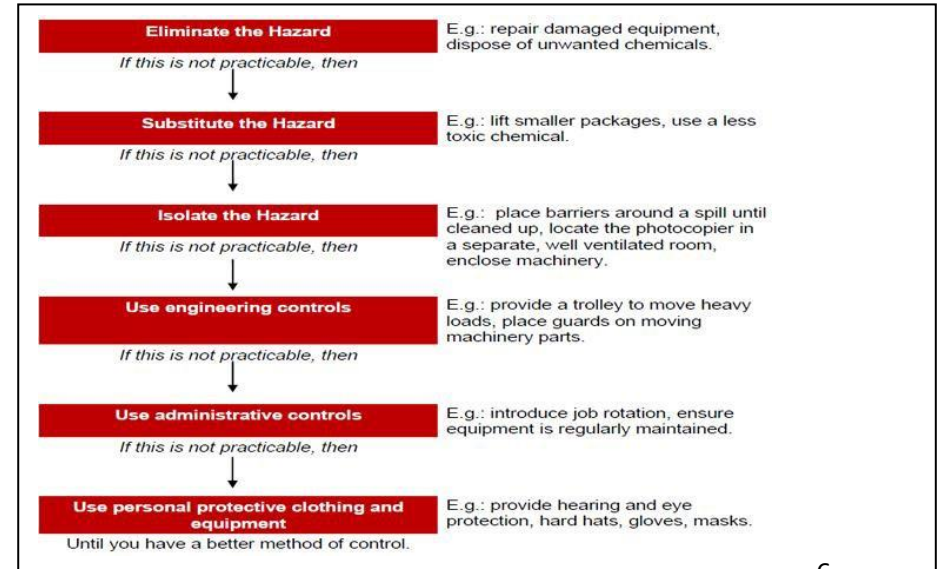 Eliminate the Hazard
E.g.: repair damaged equipment,
dispose of unwanted chemicals.
If this is not practicable, then
Substitute the Hazard
E.g.: lift smaller packages, use a less
toxic chemical.
If this is not practicable, then
Isolate the Hazard
E.g.:  place barriers around a spill until
cleaned up, locate the photocopier in
a separate, well ventilated room,
enclose machinery.
If this is not practicable, then
Use engineering controls
E.g.: provide a trolley to move heavy
loads, place guards on moving
machinery parts.
If this is not practicable, then
Use administrative controls
E.g.: introduce job rotation, ensure
equipment is regularly maintained.
If this is not practicable, then
Use personal protective clothing and
equipment
E.g.: provide hearing and eye
protection, hard hats, gloves, masks.
Until you have a better method of control.